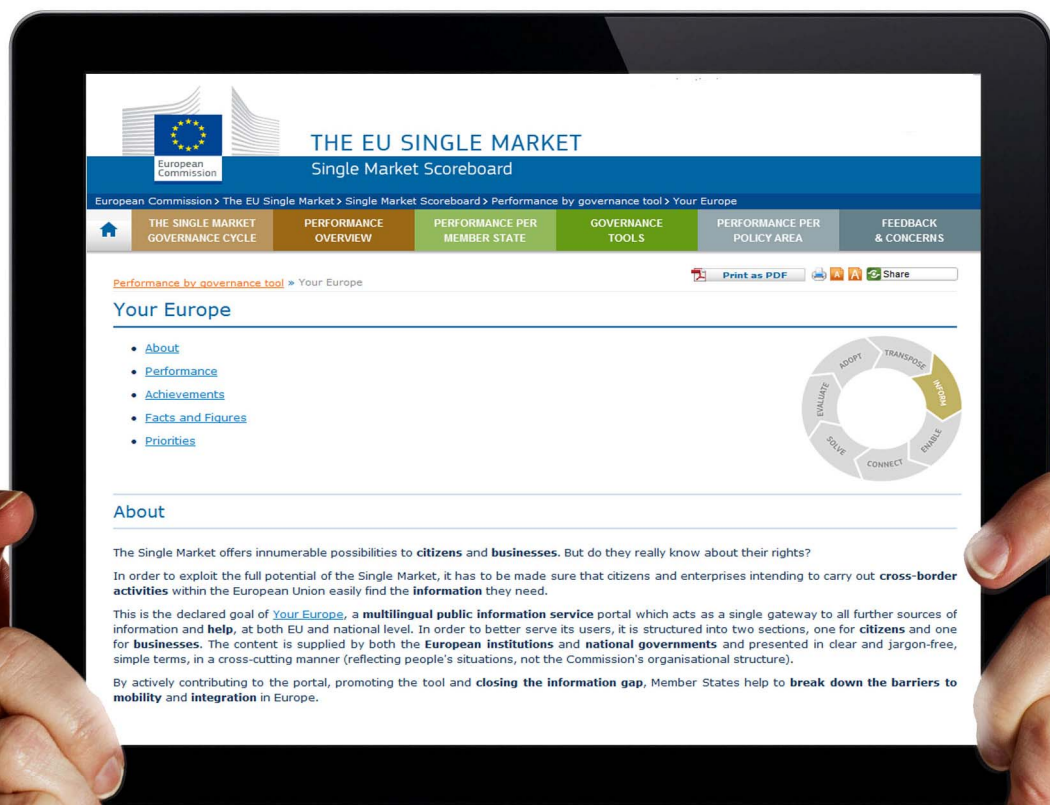 European
Commission
THE EU SINGLE MARKET
Single Market Scoreboard
European Commission > The EU Single Market > Single Market Scoreboard > Performance by governance tool > Your Europe
THE SINGLE MARKET
GOVERNANCE CYCLE
PERFORMANCE
OVERVIEW
PERFORMANCE PER
MEMBER STATE
GOVERNANCE
TOOLS
PERFORMANCE PER
POLICY AREA
FEEDBACK
& CONCERNS
Print as PDF A A Share
Performance by governance tool » Your Europe
Your Europe
• About
• Performance
• Achievements
• Facts and Figures
• Priorities
ADOPT
TRANSPOSE
INFORM
ENABLE
CONNECT
SOLVE
EVALUATE
About
The Single Market offers innumerable possibilities to citizens and businesses. But do they really know about their rights?
In order to exploit the full potential of the Single Market, it has to be made sure that citizens and enterprises intending to carry out cross-border
activities within the European Union easily find the information they need.
This is the declared goal of Your Europe, a multilingual public information service portal which acts as a single gateway to all further sources of
information and help, at both EU and national level. In order to better serve its users, it is structured into two sections, one for citizens and one
for businesses. The content is supplied by both the European institutions and national governments and presented in clear and jargon-free,
simple terms, in a cross-cutting manner (reflecting people's situations, not the Commission's organisational structure).
By actively contributing to the portal, promoting the tool and closing the information gap, Member States help to break down the barriers to
mobility and integration in Europe.